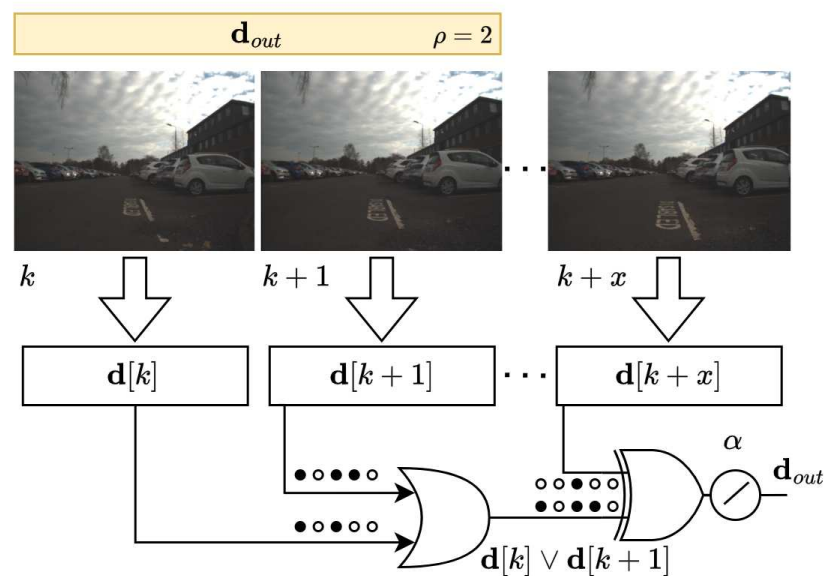 d_out ρ = 2
k k + 1 k + x
d[k] d[k + 1] d[k + x]
α
d_out
d[k] ∨ d[k + 1]